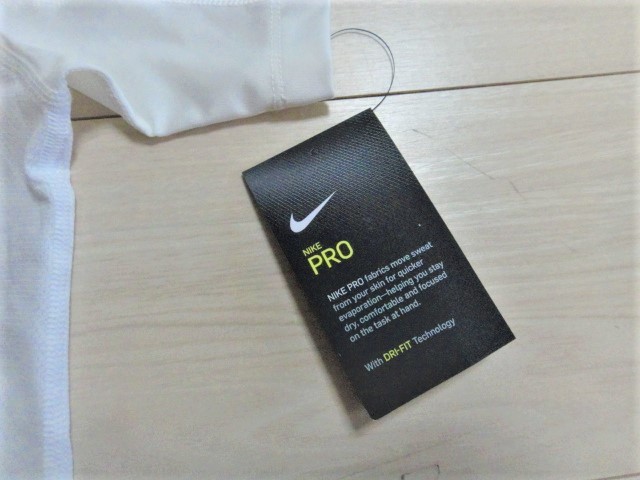 NIKE
PRO
NIKE PRO fabrics move sweat
from your skin for quicker
evaporation—helping you stay
dry, comfortable and focused
on the task at hand.
With DRI-FIT Technology